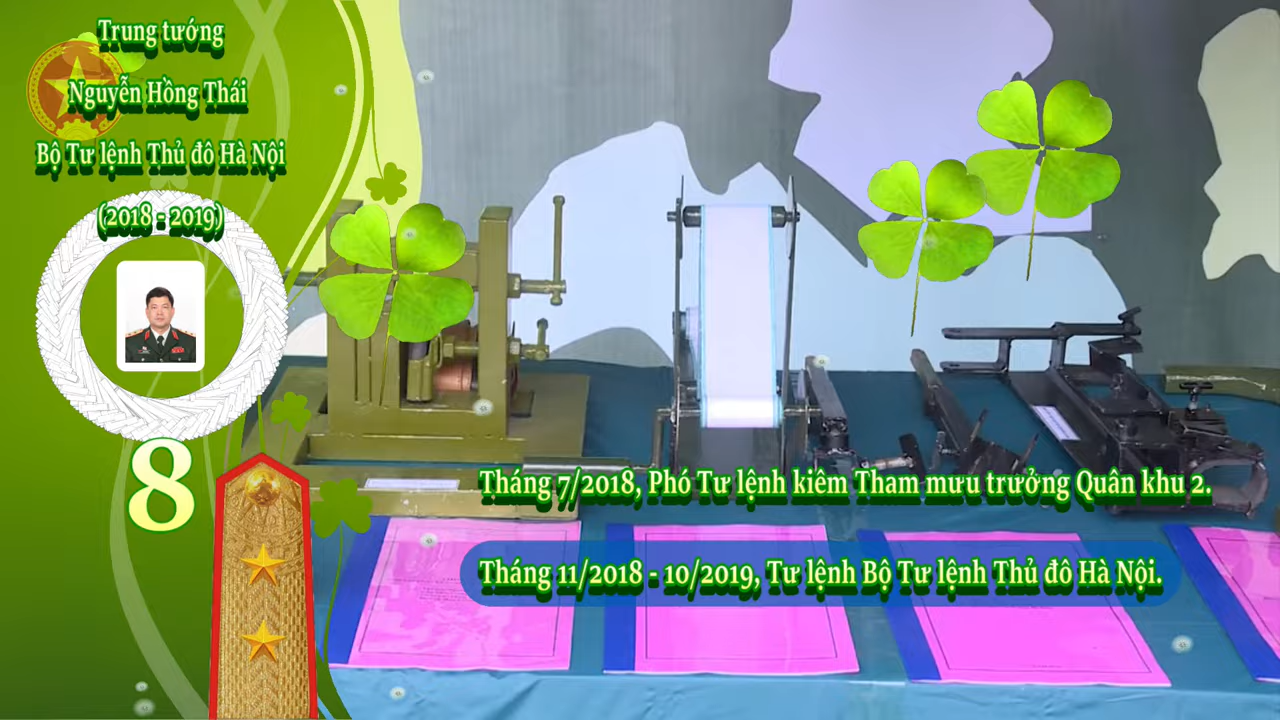 Trung tướng
Nguyễn Hồng Thái
Bộ Tư lệnh Thủ đô Hà Nội
(2018 - 2019)
8
Tháng 7/2018, Phó Tư lệnh kiêm Tham mưu trưởng Quân khu 2.
Tháng 11/2018 - 10/2019, Tư lệnh Bộ Tư lệnh Thủ đô Hà Nội.